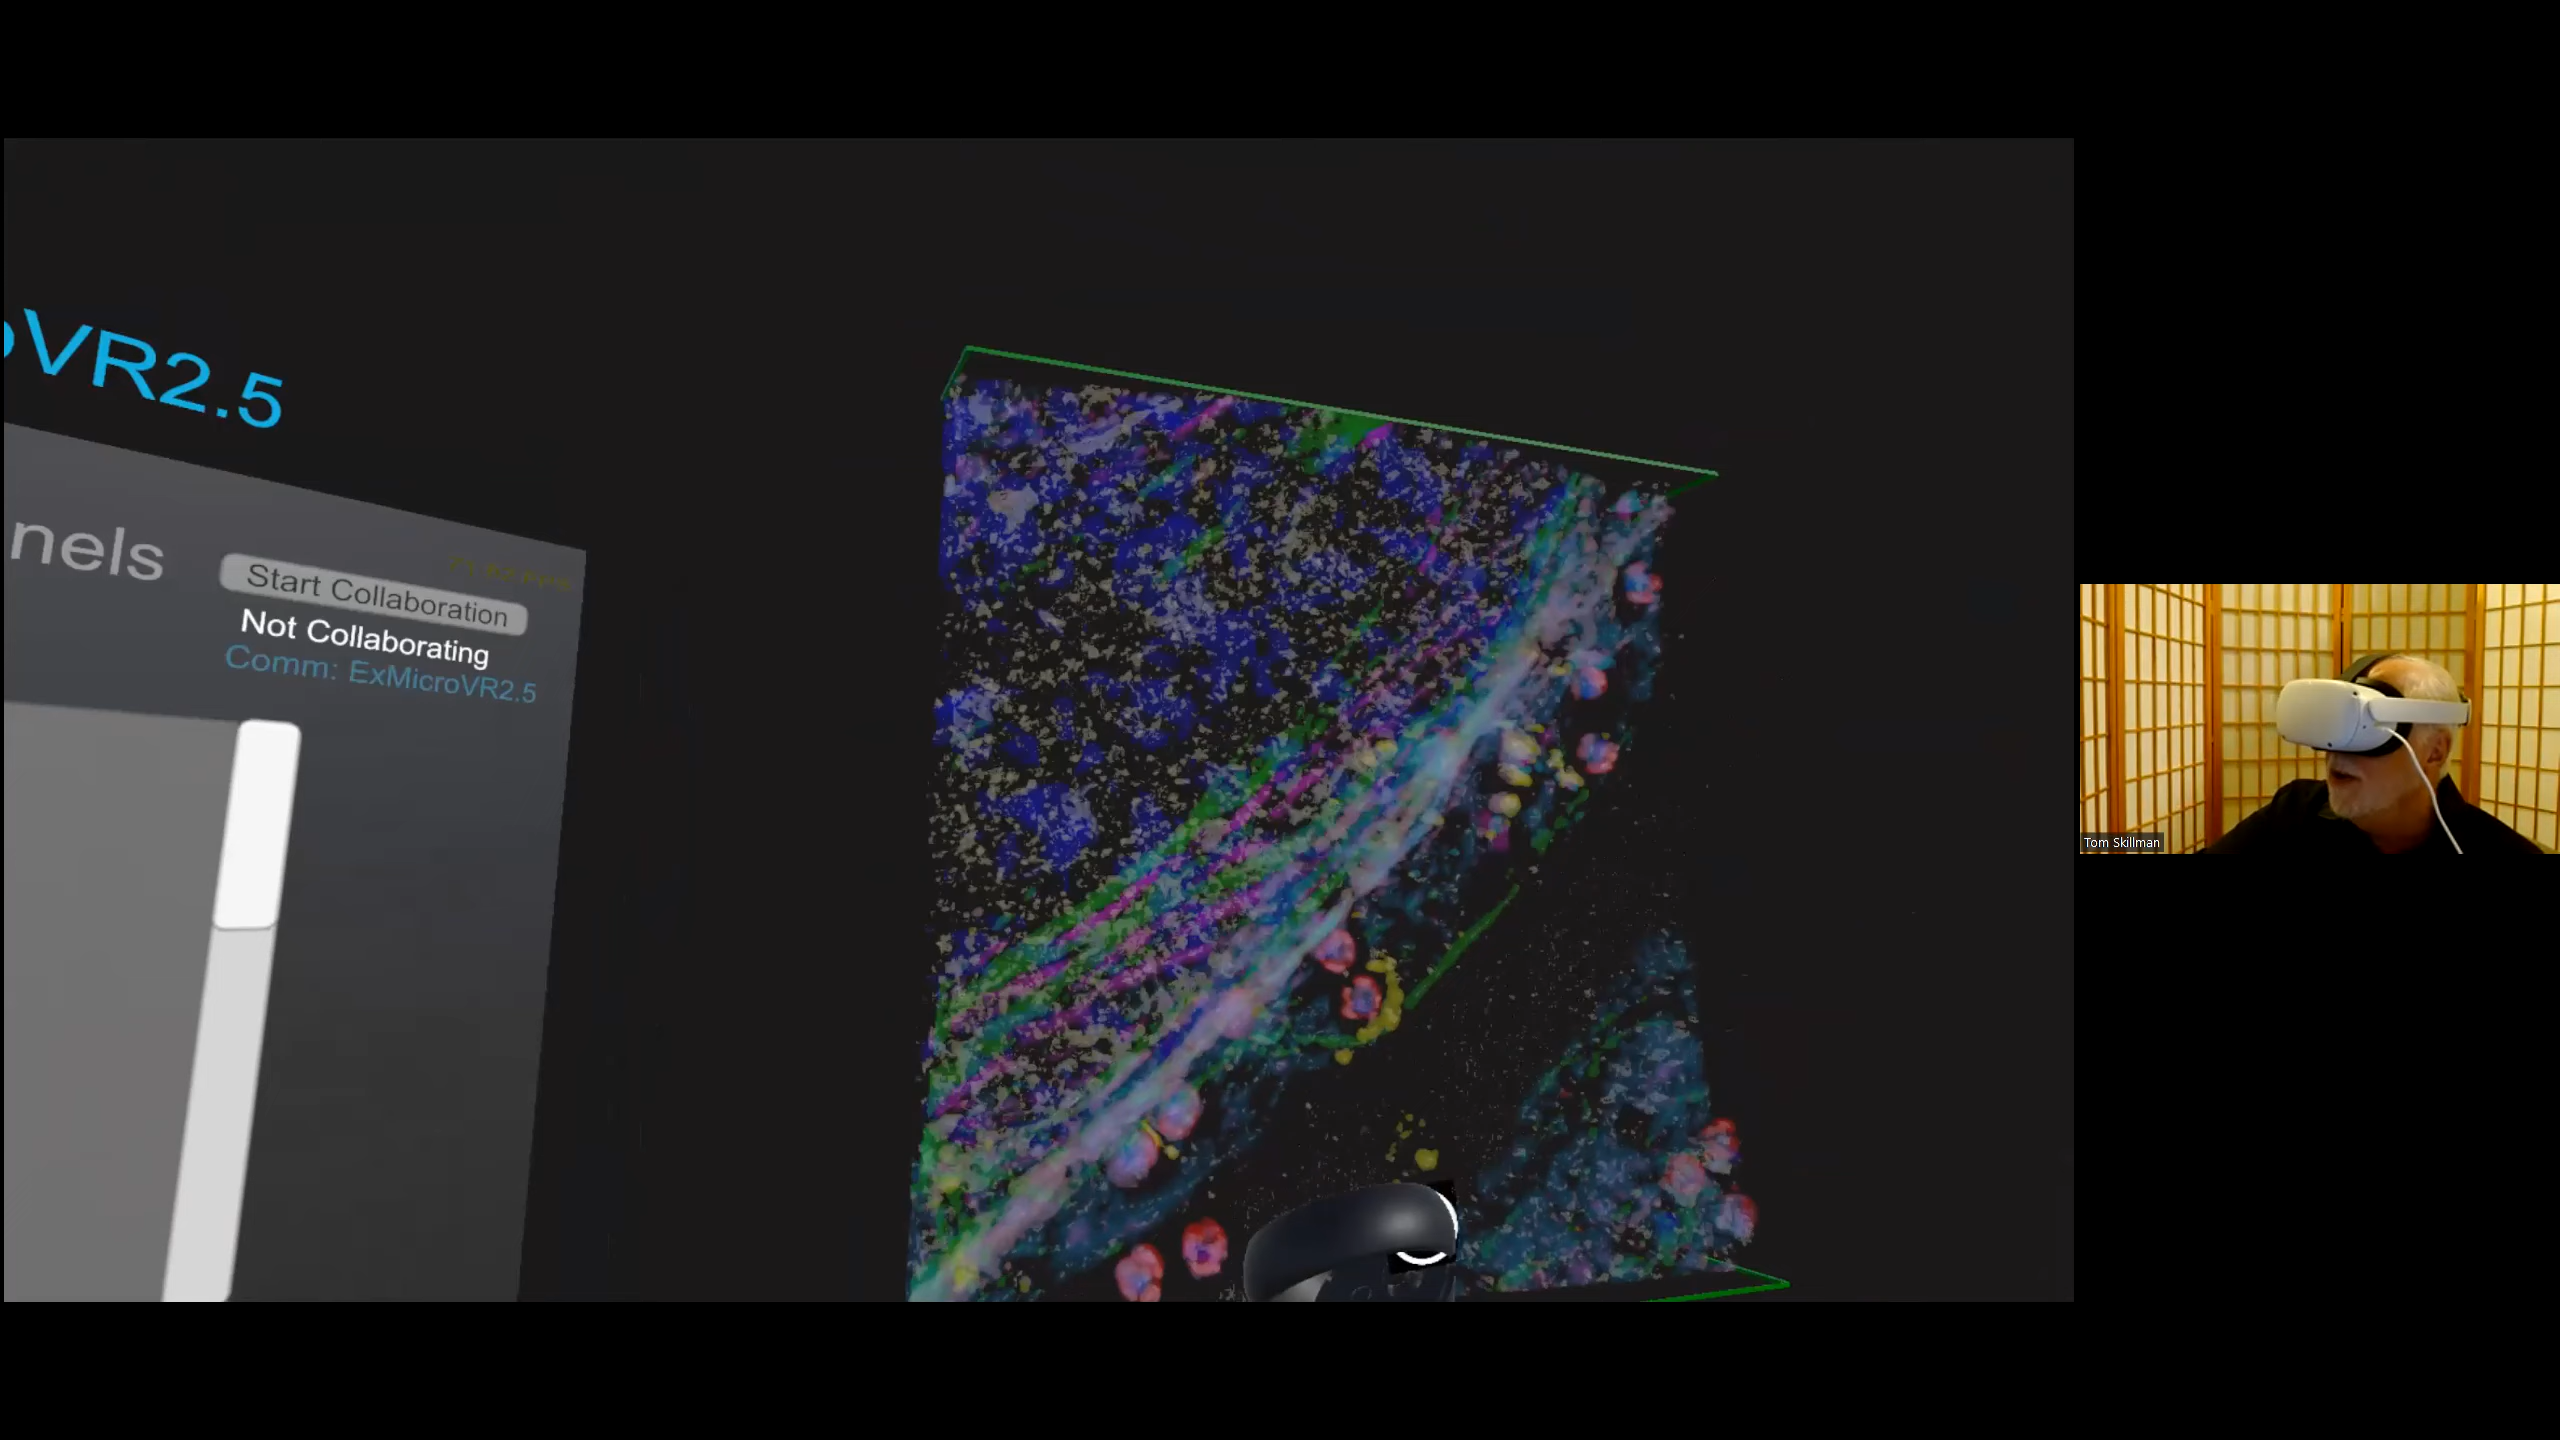 VR2.5
nels
Start Collaboration
Not Collaborating
Comm: ExMicroVR2.5
Tom Skillman